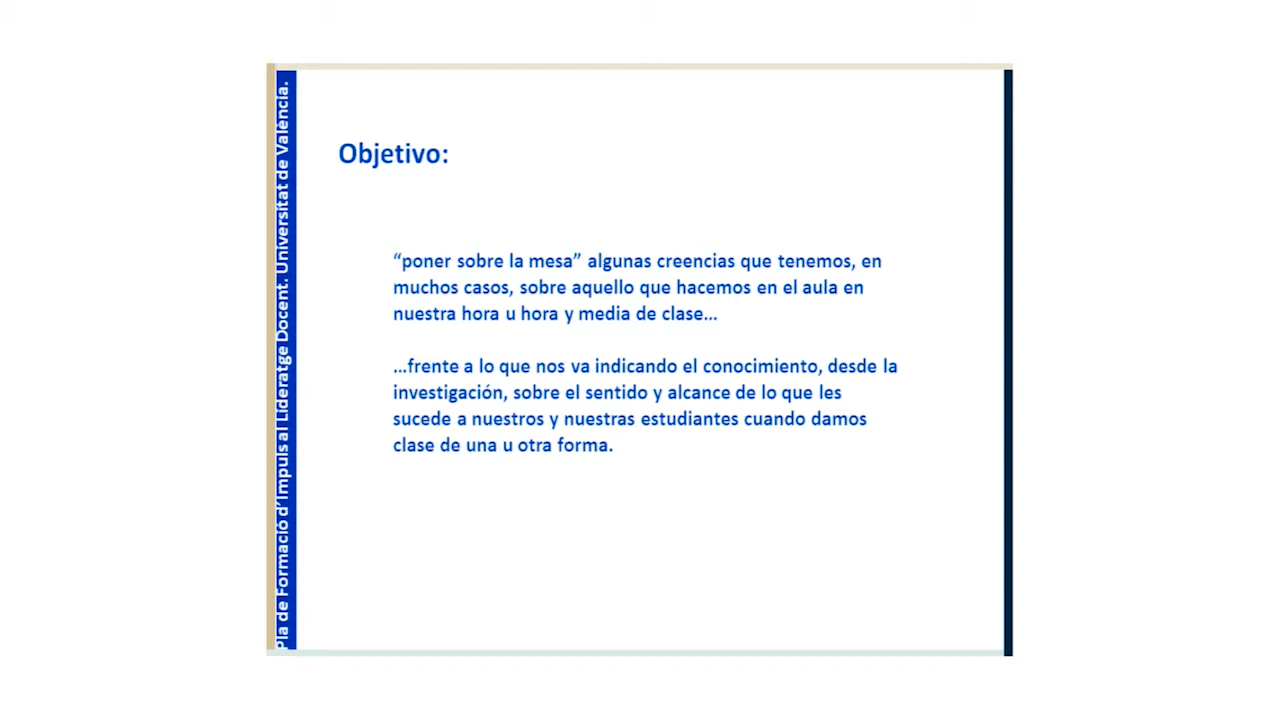 Pla de Formació d'Impuls al Lideratge Docent. Universitat de València.
Objetivo:
“poner sobre la mesa” algunas creencias que tenemos, en
muchos casos, sobre aquello que hacemos en el aula en
nuestra hora u hora y media de clase...
...frente a lo que nos va indicando el conocimiento, desde la
investigación, sobre el sentido y alcance de lo que les
sucede a nuestros y nuestras estudiantes cuando damos
clase de una u otra forma.